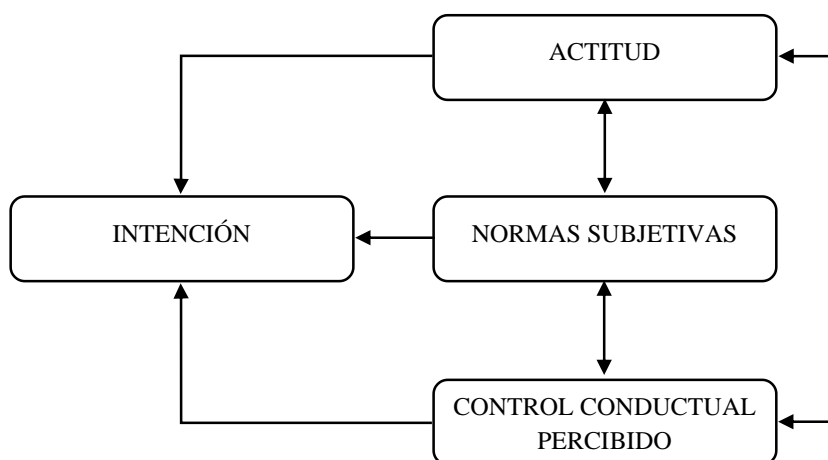 ACTITUD
INTENCIÓN
NORMAS SUBJETIVAS
CONTROL CONDUCTUAL
PERCIBIDO